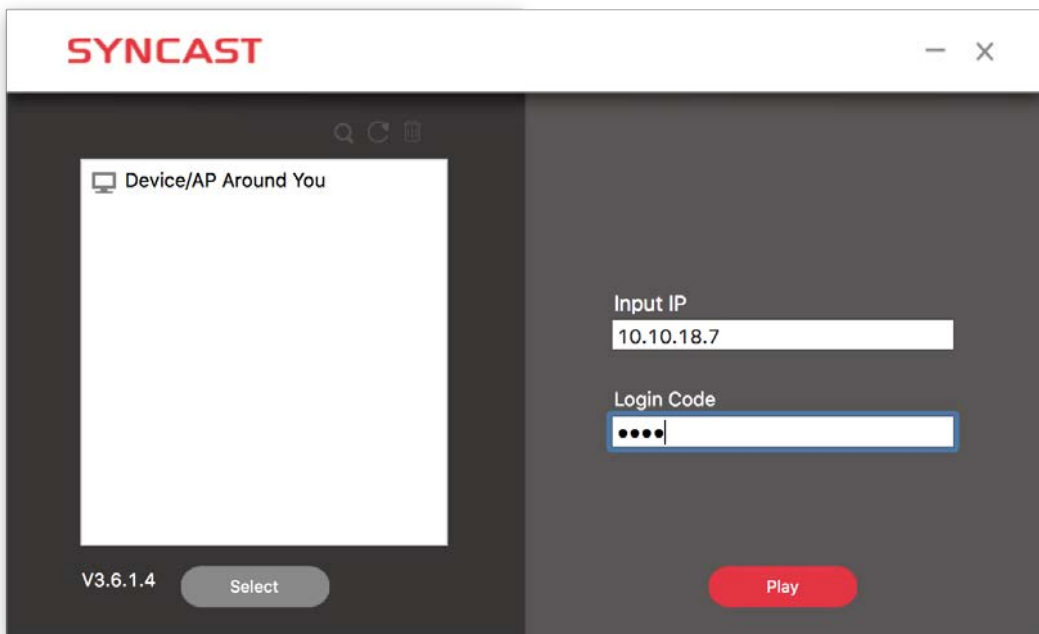 SYNCAST
Device/AP Around You
V3.6.1.4
Select
Input IP
10.10.18.7
Login Code
••••
Play